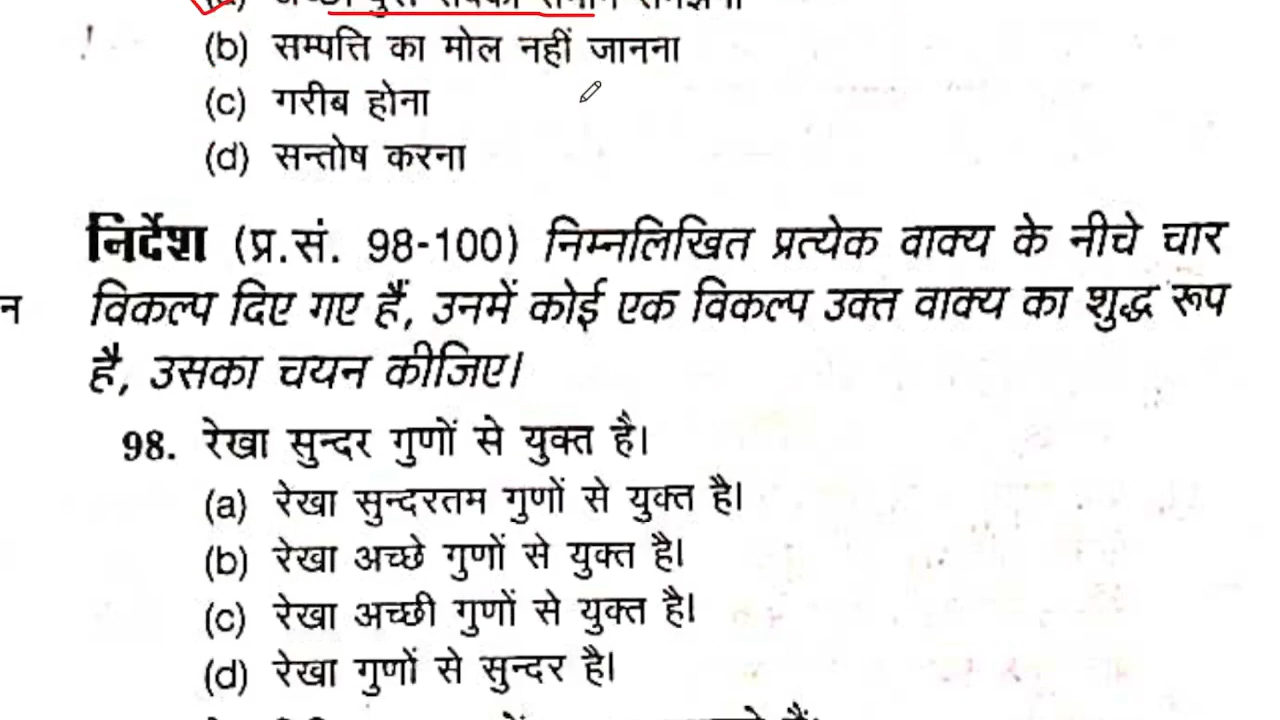 (b) सम्पत्ति का मोल नहीं जानना
(c) गरीब होना
(d) सन्तोष करना
निर्देश (प्र.सं. 98-100) निम्नलिखित प्रत्येक वाक्य के नीचे चार
न विकल्प दिए गए हैं, उनमें कोई एक विकल्प उक्त वाक्य का शुद्ध रूप
है, उसका चयन कीजिए।
98. रेखा सुन्दर गुणों से युक्त है।
(a) रेखा सुन्दरतम गुणों से युक्त है।
(b) रेखा अच्छे गुणों से युक्त है।
(c) रेखा अच्छी गुणों से युक्त है।
(d) रेखा गुणों से सुन्दर है।